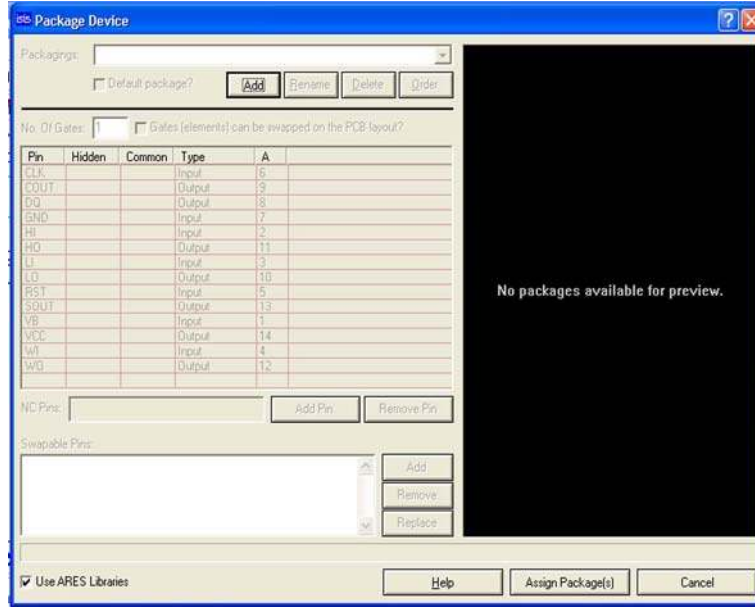 isis Package Device
Packagings:
Default package?
Add Rename Delete Order
No. Of Gates: 1 Gates (elements) can be swapped on the PCB layout?
Pin Hidden Common Type A
CLK Input 6
COUT Output 9
DQ Output 8
GND Input 7
HI Input 2
HO Output 11
LI Input 3
LO Output 10
RST Input 5
SOUT Output 13
VB Input 1
VCC Output 14
WI Input 4
WO Output 12
NC Pins: Add Pin Remove Pin
Swapable Pins:
Add
Remove
Replace
No packages available for preview.
Use ARES Libraries Help Assign Package(s) Cancel